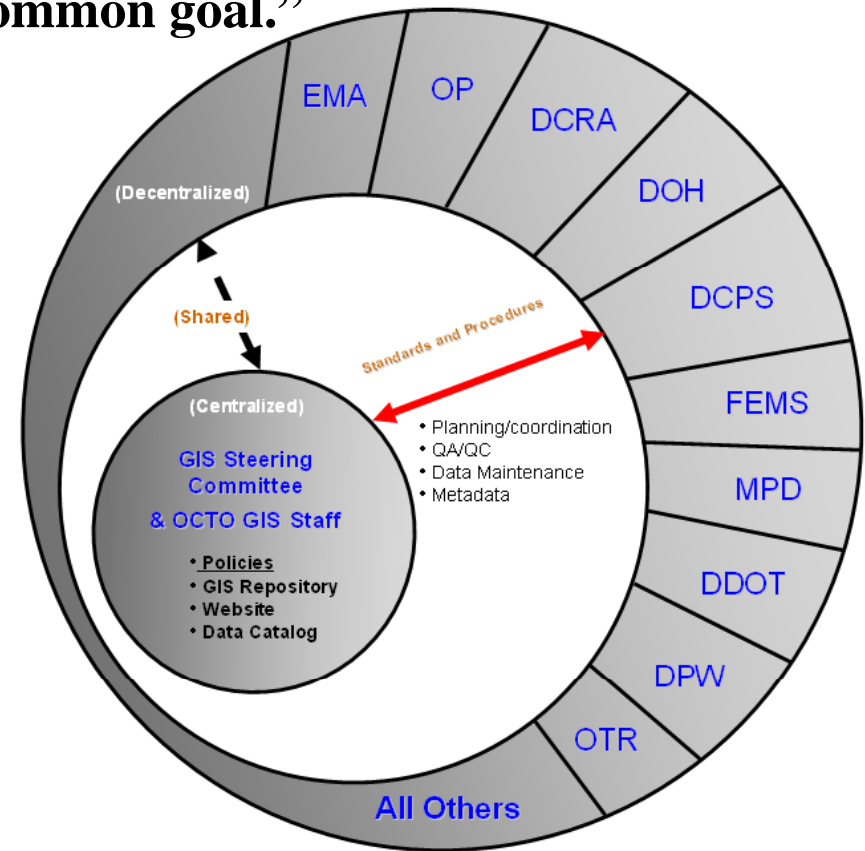 ommon goal.”
EMA
OP
DCRA
DOH
DCPS
FEMS
MPD
DDOT
DPW
OTR
All Others
(Decentralized)
(Shared)
Standards and Procedures
• Planning/coordination
• QA/QC
• Data Maintenance
• Metadata
(Centralized)
GIS Steering
Committee
& OCTO GIS Staff
• Policies
• GIS Repository
• Website
• Data Catalog